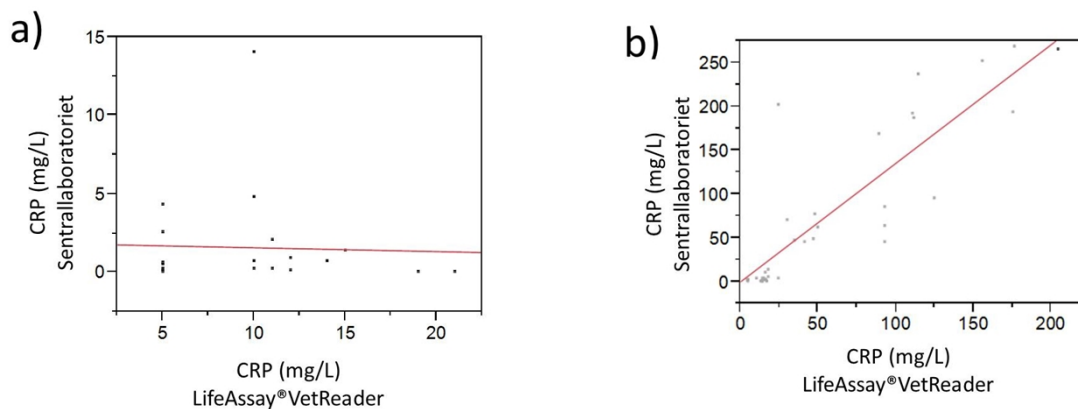 a)
15
10
5
0
CRP (mg/L)
Sentrallaboratoriet
5
10
15
20
CRP (mg/L)
LifeAssay®VetReader
b)
250
200
150
100
50
0
CRP (mg/L)
Sentrallaboratoriet
0
50
100
150
200
CRP (mg/L)
LifeAssay®VetReader